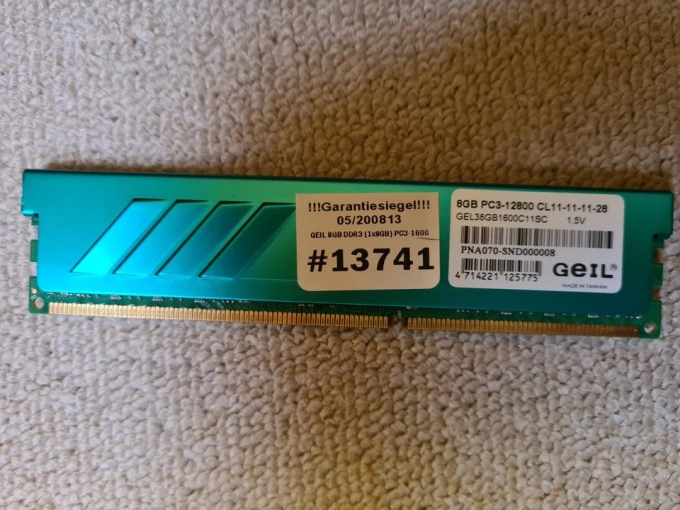 !!!Garantiesiegel!!!
05/200813
GEIL 8GB DDR3 (1x8GB) PC3-1600
#13741
8GB PC3-12800 CL11-11-11-28
GEL38GB1600C11SC 1.5V
PNA070-SND000008
4 714221 125775
GEIL®
MADE IN TAIWAN